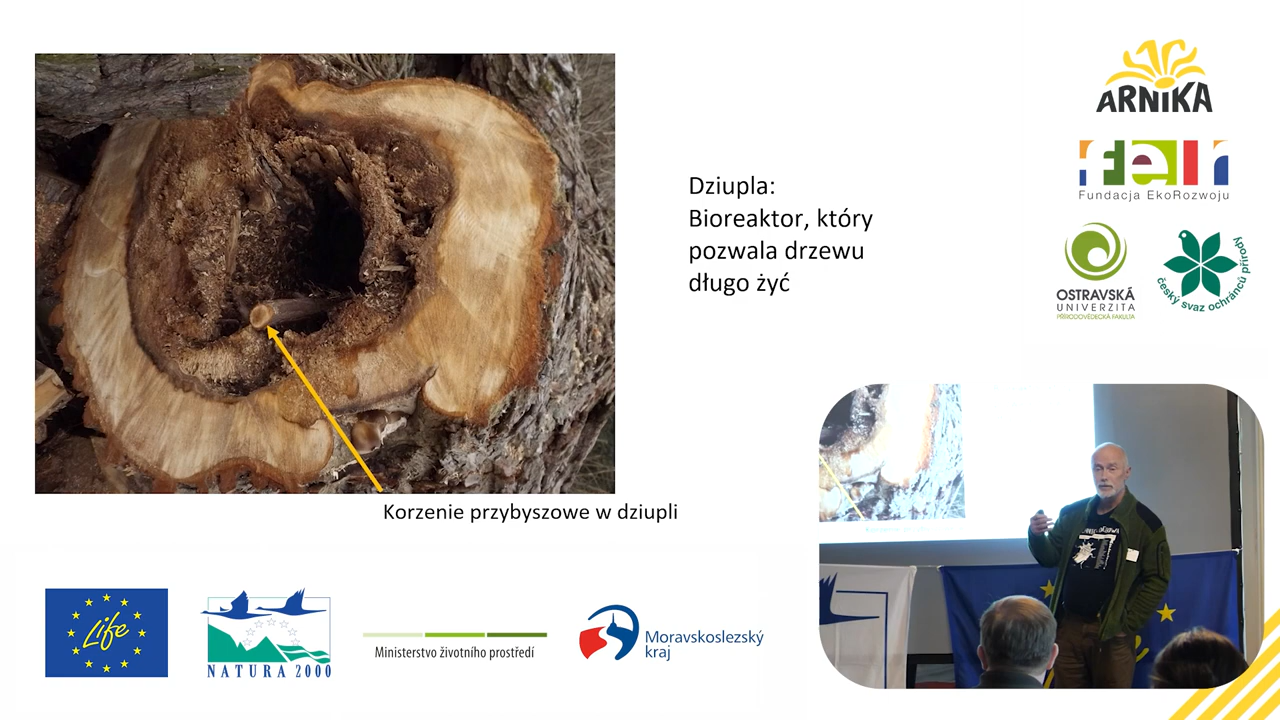 Dziupla:
Bioreaktor, który
pozwala drzewu
długo żyć
Korzenie przybyszowe w dziupli
ARNIKA
feri
Fundacja EkoRozwoju
OSTRAVSKÁ
UNIVERZITA
PŘÍRODOVĚDECKÁ FAKULTA
český svaz ochránců přírody
Life
NATURA 2000
Ministerstvo životního prostředí
Moravskoslezský
kraj